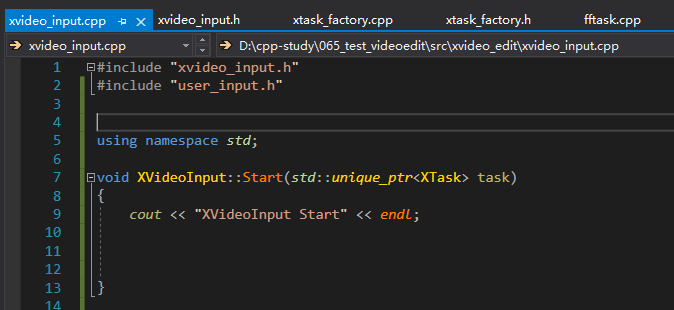 xvideo_input.cpp xvideo_input.h xtask_factory.cpp xtask_factory.h fftask.cpp
xvideo_input.cpp D:\cpp-study\065_test_videoedit\src\xvideo_edit\xvideo_input.cpp
1 #include "xvideo_input.h"
2 #include "user_input.h"
3
4
5 using namespace std;
6
7 void XVideoInput::Start(std::unique_ptr<XTask> task)
8 {
9 cout << "XVideoInput Start" << endl;
10
11
12
13 }
14